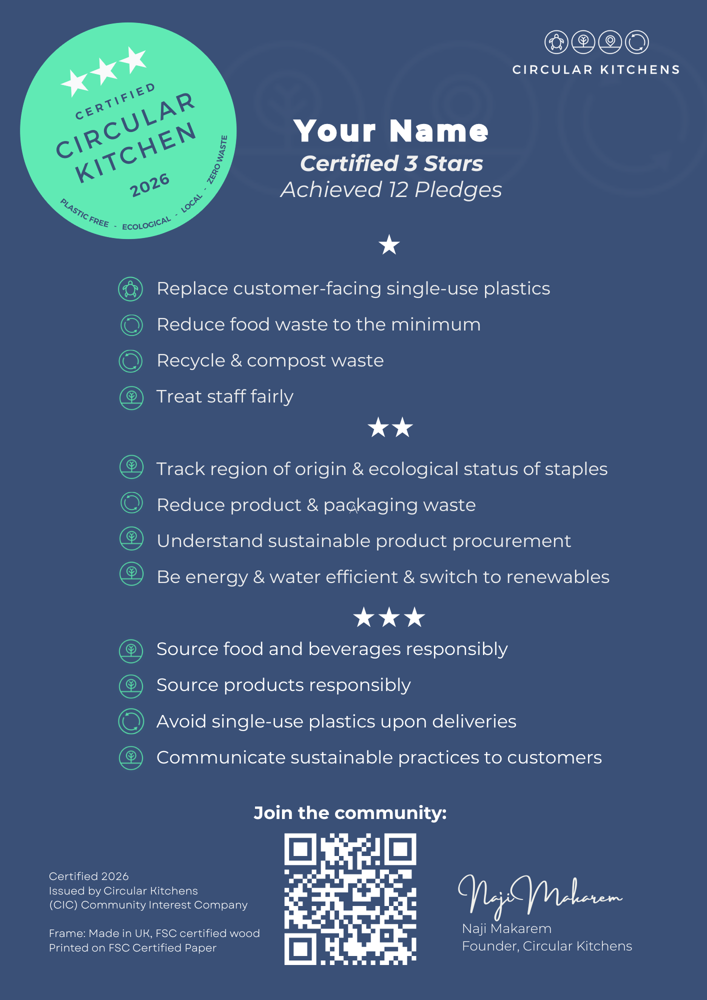 CERTIFIED
CIRCULAR
KITCHEN
2026
PLASTIC FREE - ECOLOGICAL - LOCAL - ZERO WASTE
CIRCULAR KITCHENS
Your Name
Certified 3 Stars
Achieved 12 Pledges
Replace customer-facing single-use plastics
Reduce food waste to the minimum
Recycle & compost waste
Treat staff fairly
Track region of origin & ecological status of staples
Reduce product & packaging waste
A
Understand sustainable product procurement
Be energy & water efficient & switch to renewables
Source food and beverages responsibly
Source products responsibly
Avoid single-use plastics upon deliveries
Communicate sustainable practices to customers
Join the community:
Certified 2026
Issued by Circular Kitchens
(CIC) Community Interest Company
Frame: Made in UK, FSC certified wood
Printed on FSC Certified Paper
Naji Makarem
Naji Makarem
Founder, Circular Kitchens